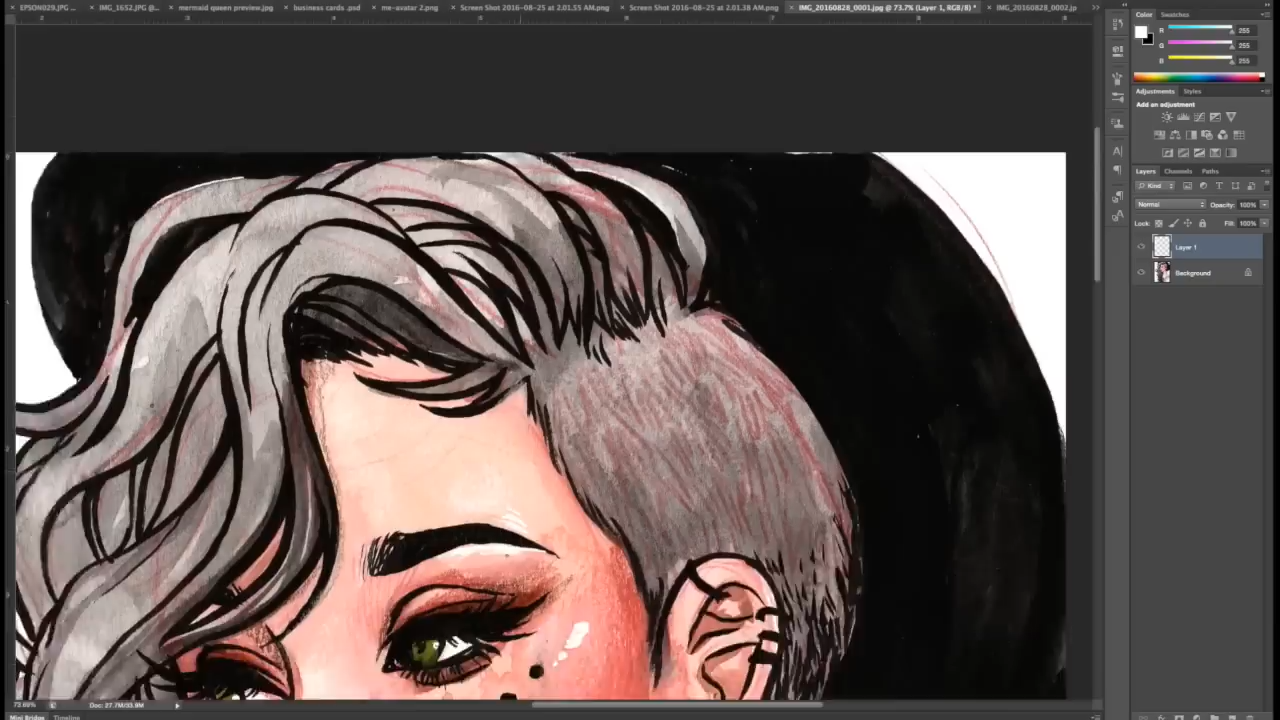 EPSON029.JPG ... × IMG_1652.JPG @... × mermaid queen preview.jpg × business cards .psd × me-avatar 2.png × Screen Shot 2016-08-25 at 2.01.55 AM.png × Screen Shot 2016-08-25 at 2.01.38 AM.png × IMG_20160828_0001.jpg @ 73.7% (Layer 1, RGB/8) * × IMG_20160828_0002.jp
Color Swatches
R 255
G 255
B 255
Adjustments Styles
Add an adjustment
Layers Channels Paths
Kind
Normal Opacity: 100%
Lock: Fill: 100%
Layer 1
Background
Doc: 27.7M/33.9M
Mini Bridge Timeline